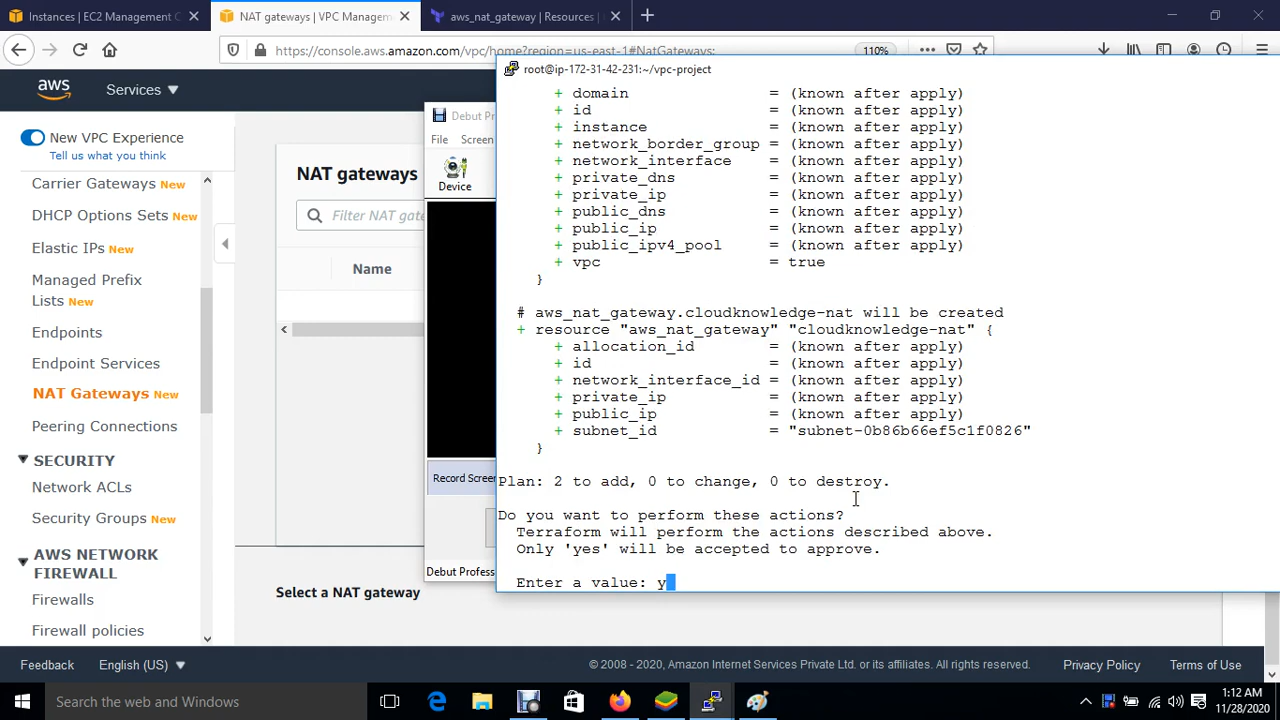 Instances | EC2 Management C
NAT gateways | VPC Managem
aws_nat_gateway | Resources |
https://console.aws.amazon.com/vpc/home?region=us-east-1#NatGateways:
110%
aws
Services
New VPC Experience
Tell us what you think
Carrier Gateways New
DHCP Options Sets New
Elastic IPs New
Managed Prefix
Lists New
Endpoints
Endpoint Services
NAT Gateways New
Peering Connections
SECURITY
Network ACLs
Security Groups New
AWS NETWORK
FIREWALL
Firewalls
Firewall policies
NAT gateways
Filter NAT gate
Name
Select a NAT gateway
Debut Pr
File Screen
Device
Record Screen
Debut Profess
root@ip-172-31-42-231:~/vpc-project
+ domain = (known after apply)
+ id = (known after apply)
+ instance = (known after apply)
+ network_border_group = (known after apply)
+ network_interface = (known after apply)
+ private_dns = (known after apply)
+ private_ip = (known after apply)
+ public_dns = (known after apply)
+ public_ip = (known after apply)
+ public_ipv4_pool = (known after apply)
+ vpc = true
}
# aws_nat_gateway.cloudknowledge-nat will be created
+ resource "aws_nat_gateway" "cloudknowledge-nat" {
+ allocation_id = (known after apply)
+ id = (known after apply)
+ network_interface_id = (known after apply)
+ private_ip = (known after apply)
+ public_ip = (known after apply)
+ subnet_id = "subnet-0b86b66ef5c1f0826"
}
Plan: 2 to add, 0 to change, 0 to destroy.
Do you want to perform these actions?
Terraform will perform the actions described above.
Only 'yes' will be accepted to approve.
Enter a value: y
Feedback
English (US)
© 2008 - 2020, Amazon Internet Services Private Ltd. or its affiliates. All rights reserved.
Privacy Policy
Terms of Use
Search the web and Windows
1:12 AM
11/28/2020